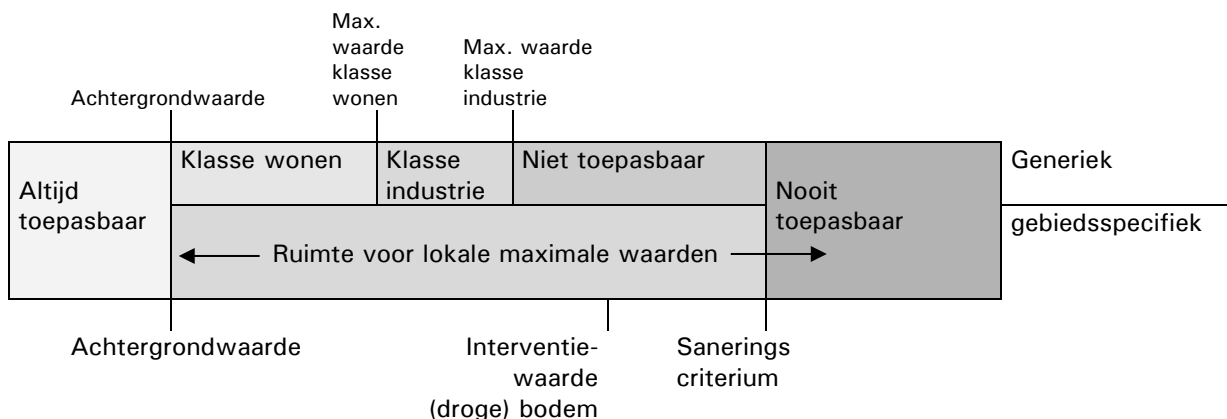 Max.
waarde
klasse
wonen
Max. waarde
klasse
industrie
Achtergrondwaarde
Altijd
toepasbaar
Klasse wonen
Klasse
industrie
Niet toepasbaar
Nooit
toepasbaar
Generiek
gebiedsspecifiek
Ruimte voor lokale maximale waarden
Achtergrondwaarde
Interventie-
waarde
(droge) bodem
Sanerings
criterium